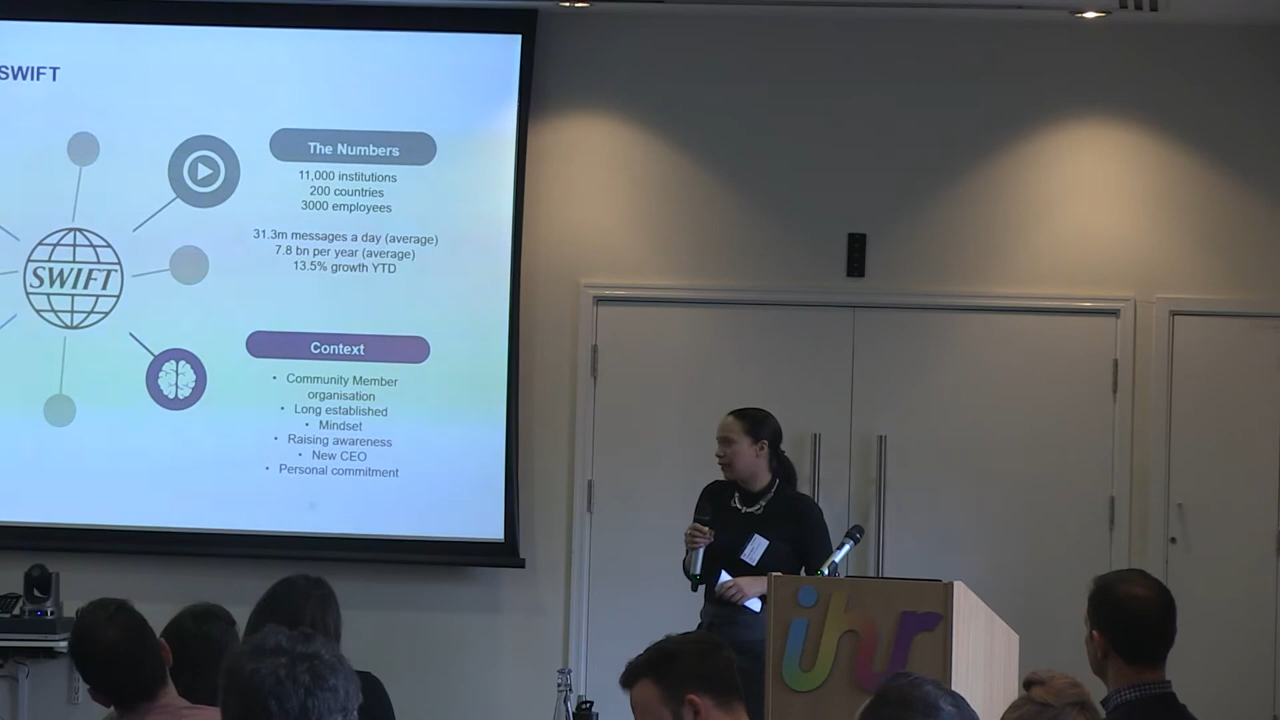 SWIFT
The Numbers
11,000 institutions
200 countries
3000 employees
31.3m messages a day (average)
7.8 bn per year (average)
13.5% growth YTD
SWIFT
Context
• Community Member
organisation
• Long established
• Mindset
• Raising awareness
• New CEO
• Personal commitment
ihr